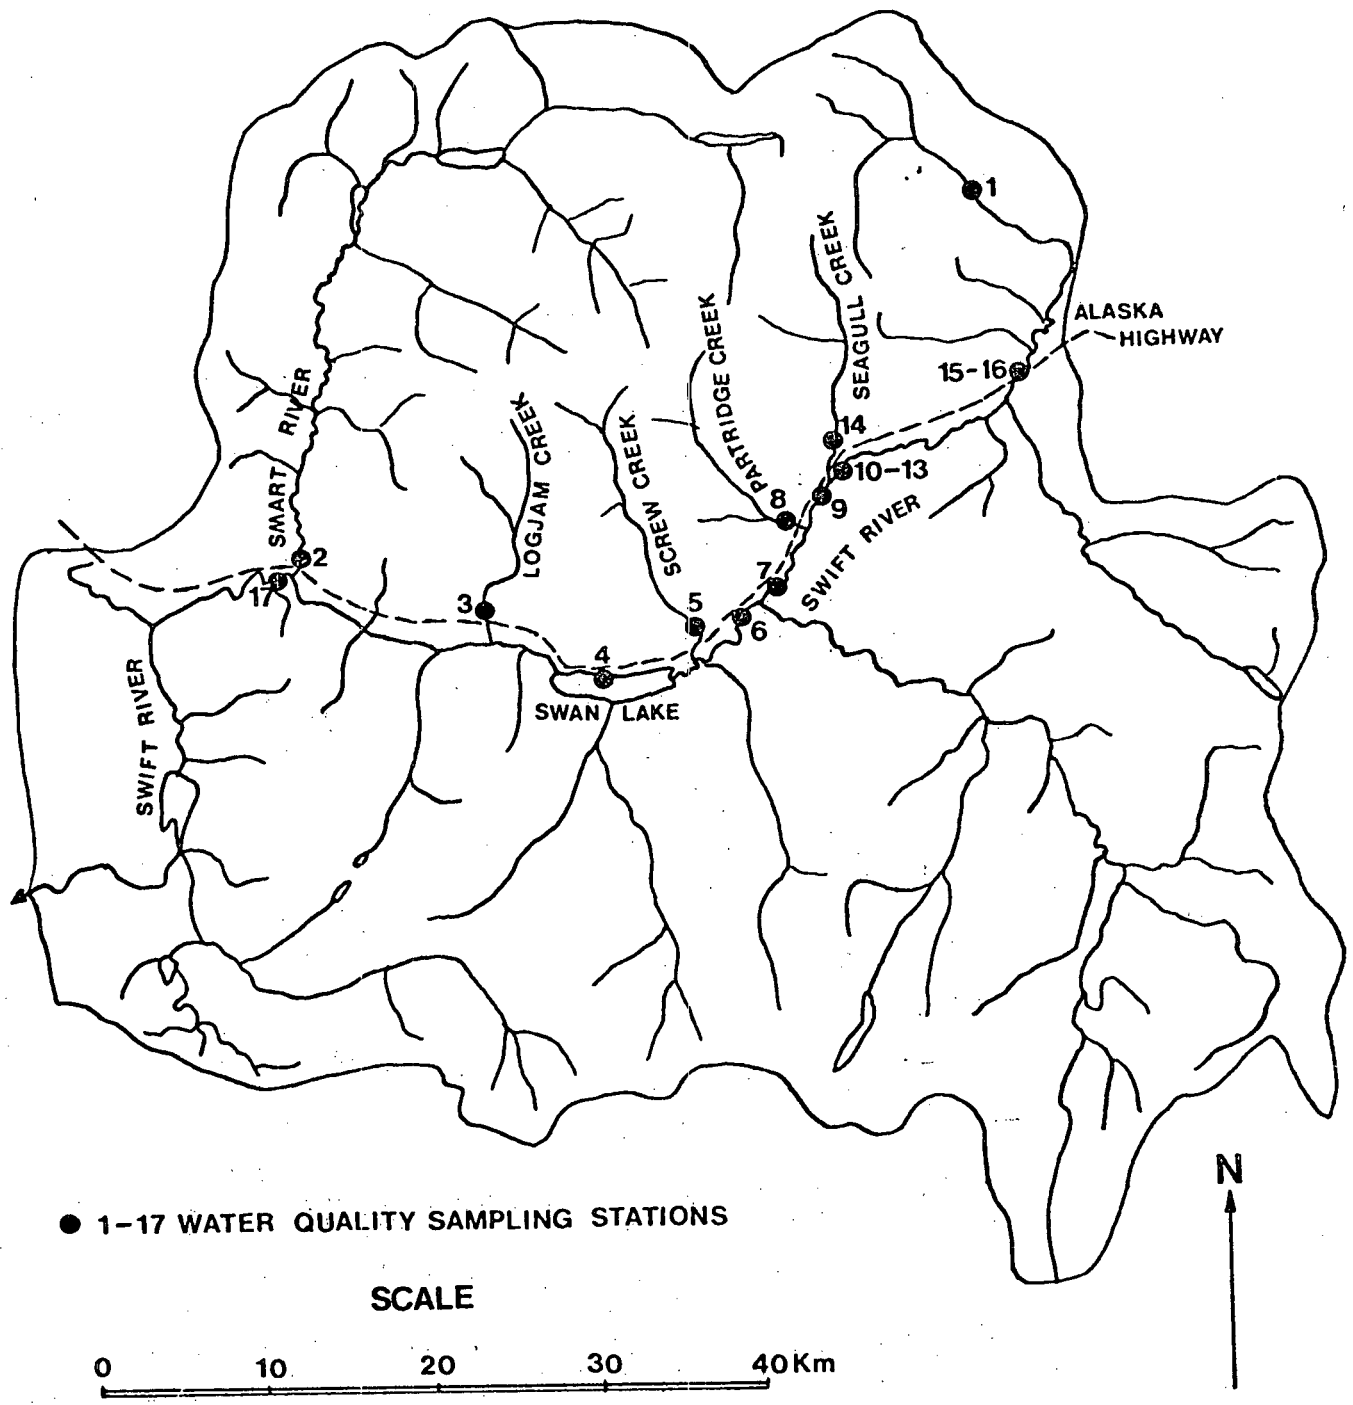 1
SEAGULL CREEK
ALASKA
HIGHWAY
PARTRIDGE CREEK
15-16
RIVER
SMART
LOGJAM CREEK
SCREW CREEK
14
10-13
8
9
SWIFT RIVER
2
17
3
7
5
6
4
SWAN LAKE
SWIFT RIVER
N
1-17 WATER QUALITY SAMPLING STATIONS
SCALE
0 10 20 30 40 Km